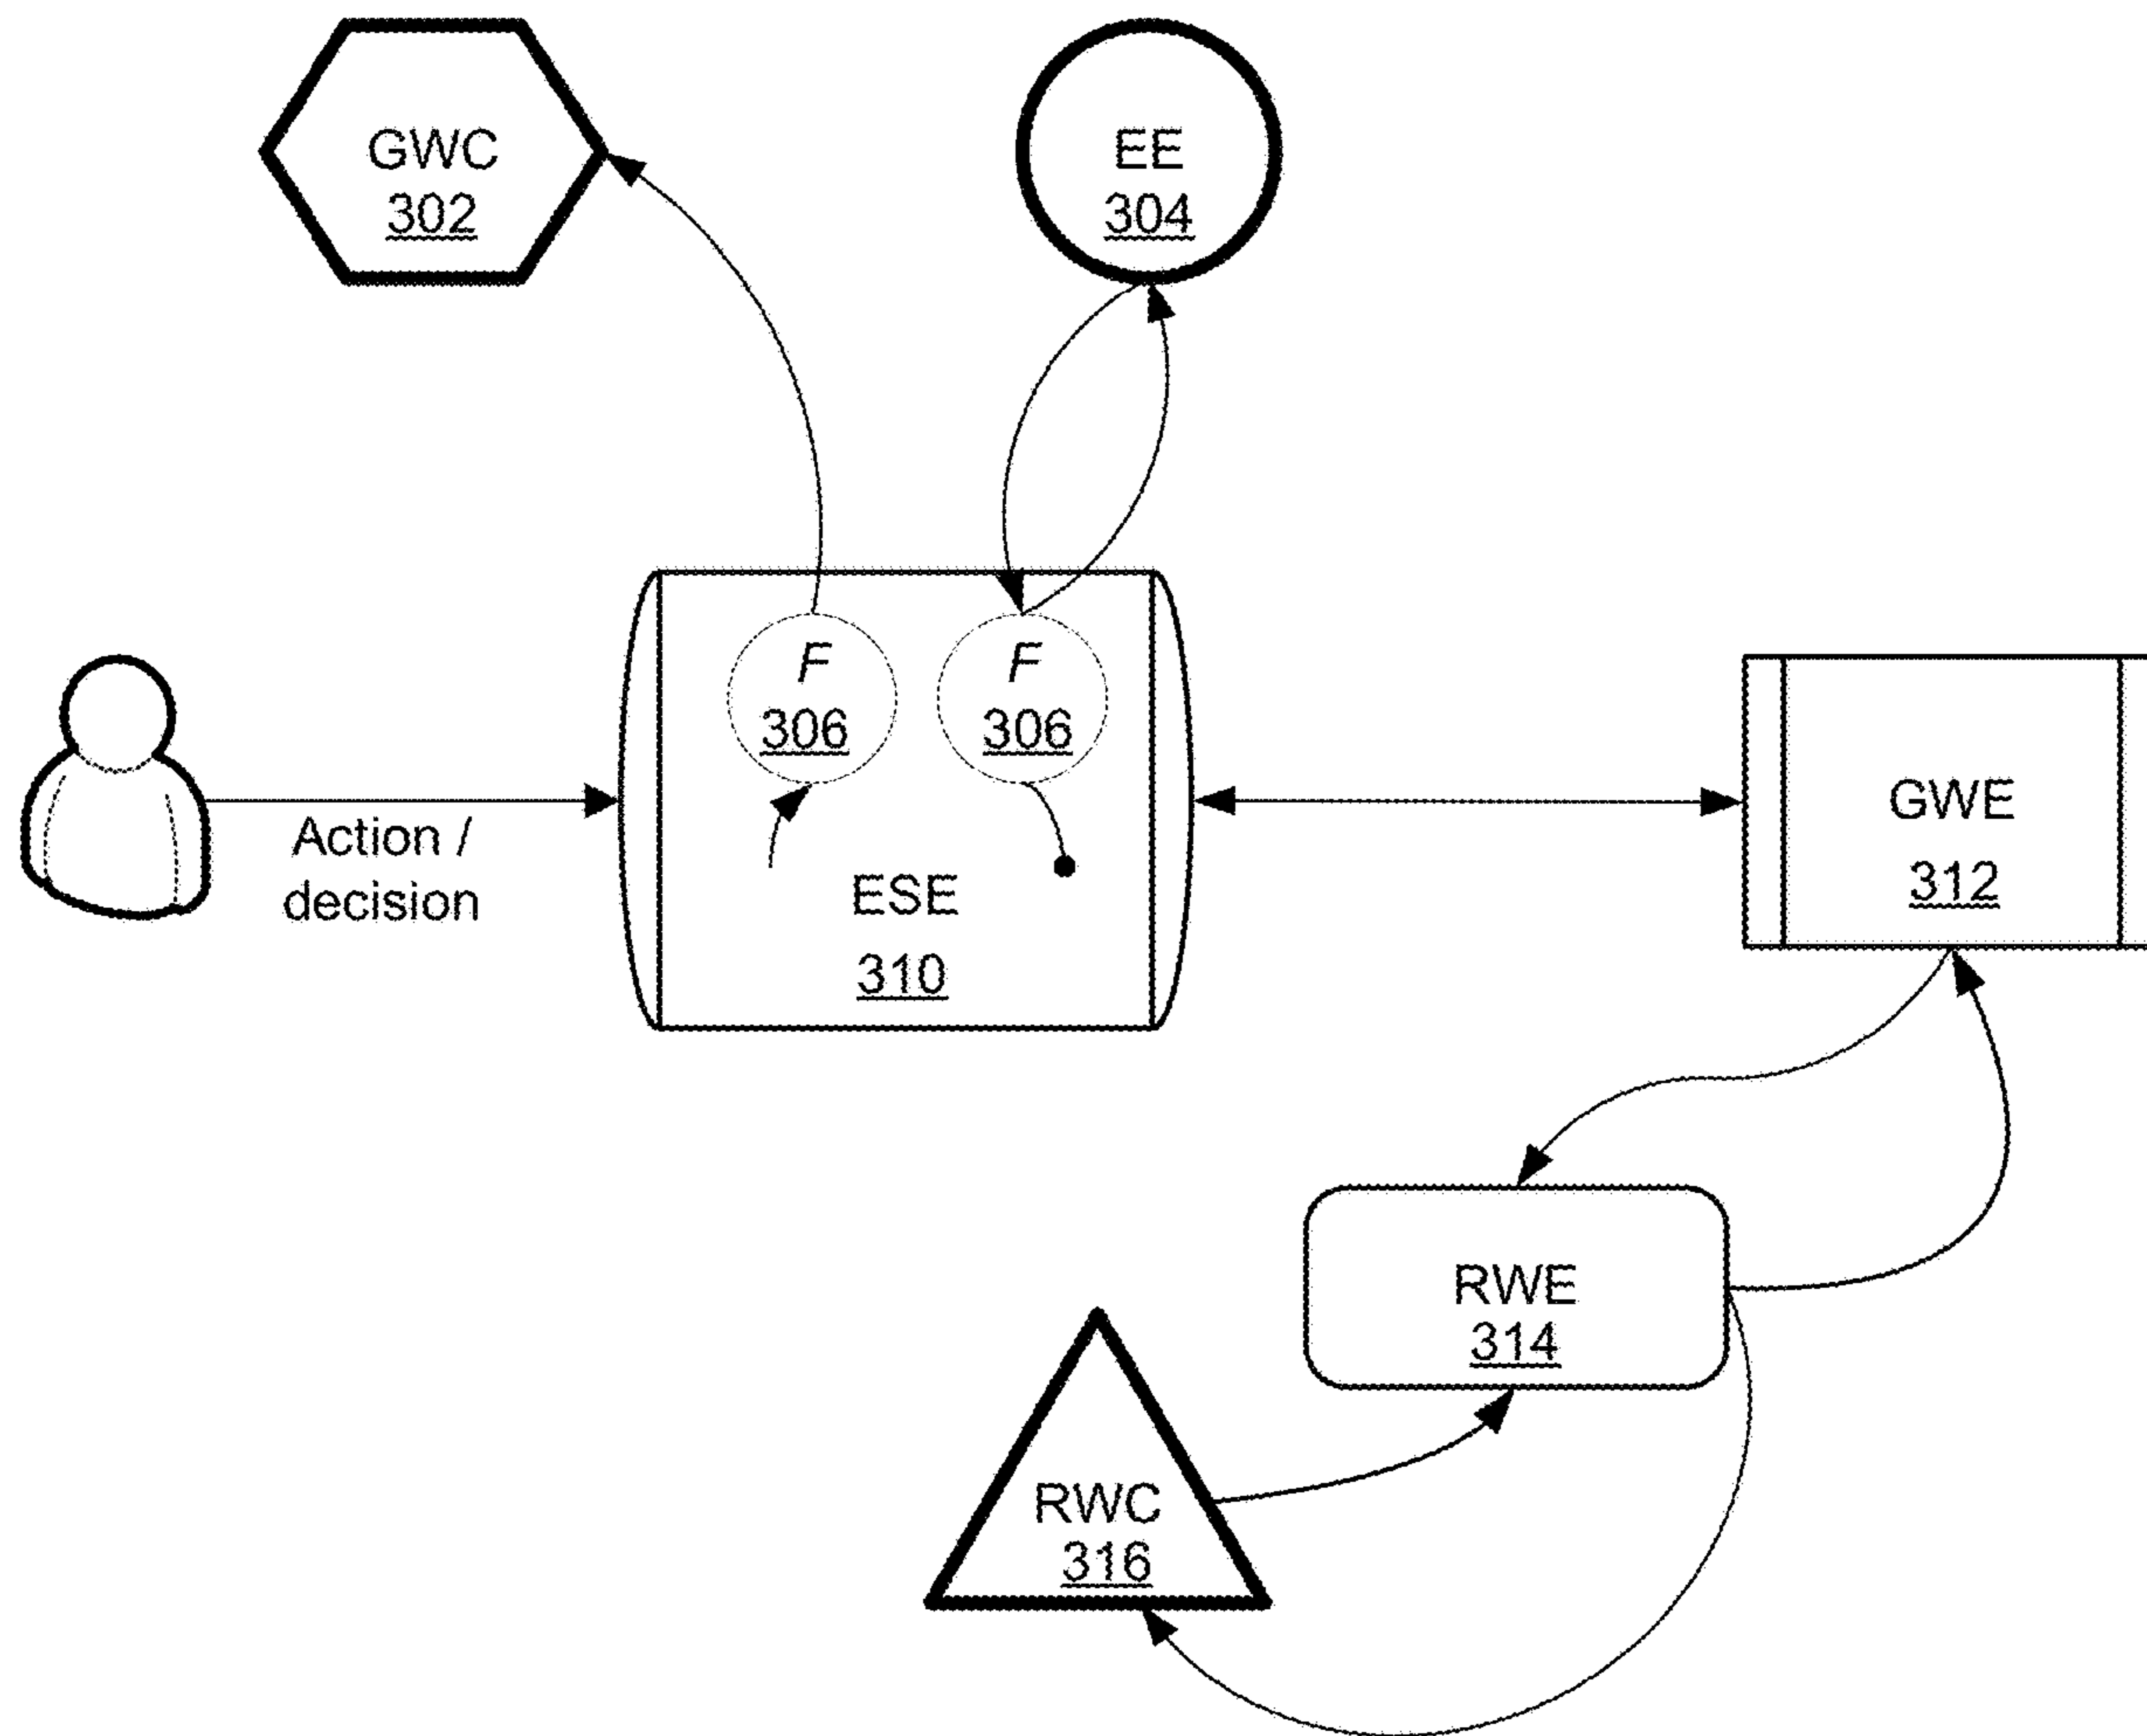 GWC
302
EE
304
F
306
F
306
Action /
decision
ESE
310
GWE
312
RWE
314
RWC
316